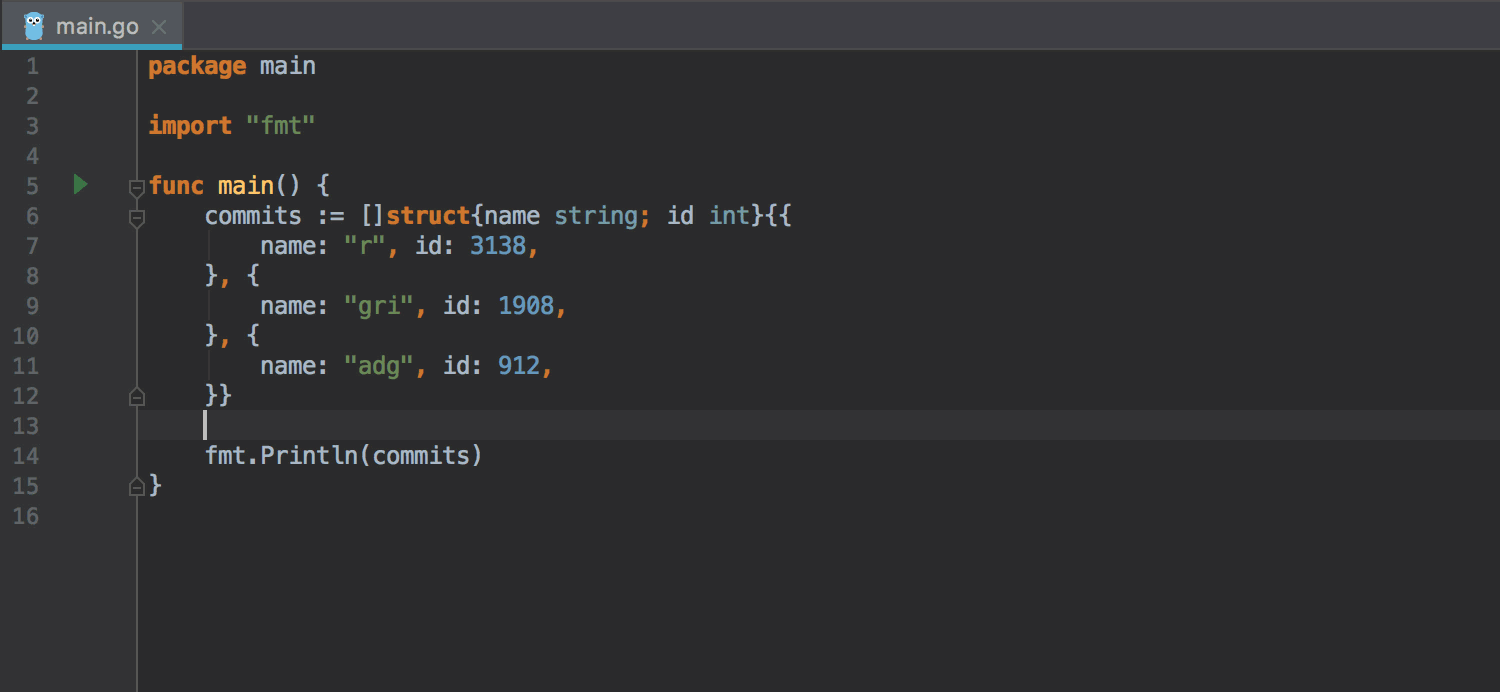 main.go
1 package main
2
3 import "fmt"
4
5 func main() {
6 commits := []struct{name string; id int}{{
7 name: "r", id: 3138,
8 }, {
9 name: "gri", id: 1908,
10 }, {
11 name: "adg", id: 912,
12 }}
13
14 fmt.Println(commits)
15 }
16